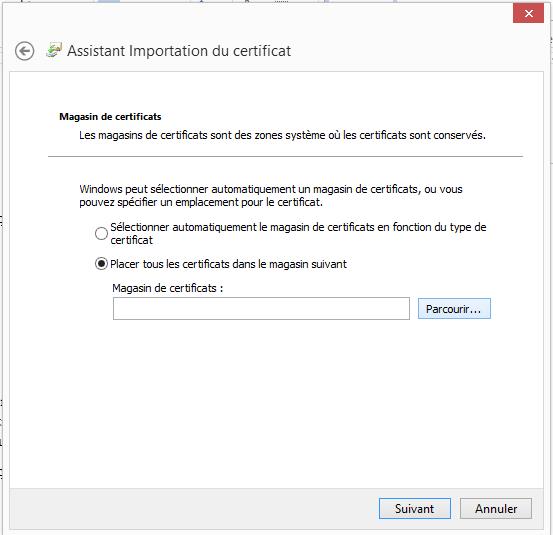 Assistant Importation du certificat
Magasin de certificats
Les magasins de certificats sont des zones système où les certificats sont conservés.
Windows peut sélectionner automatiquement un magasin de certificats, ou vous
pouvez spécifier un emplacement pour le certificat.
Sélectionner automatiquement le magasin de certificats en fonction du type de
certificat
Placer tous les certificats dans le magasin suivant
Magasin de certificats :
Parcourir...
Suivant
Annuler